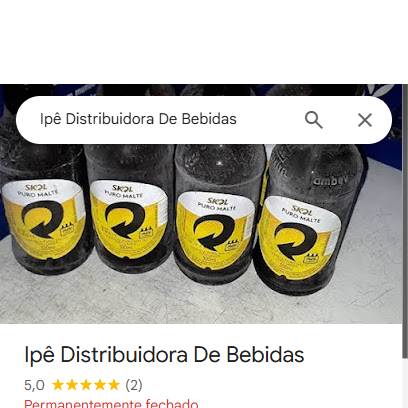 Ipê Distribuidora De Bebidas
ambev
SKOL
PURO MALTE
SKOL
PURO MALTE
SKOL
PURO MALTE
SKOL
PURO MALTE
Ipê Distribuidora De Bebidas
5,0 (2)
Permanentemente fechado